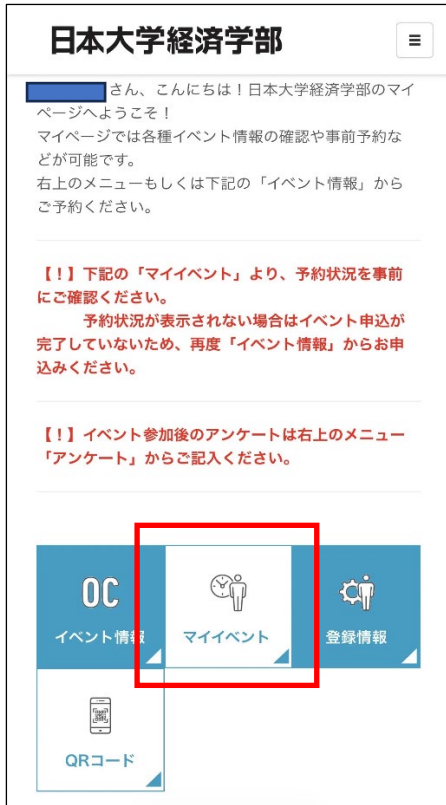 日本大学経済学部
さん、こんにちは！日本大学経済学部のマイ
ページへようこそ！
マイページでは各種イベント情報の確認や事前予約な
どが可能です。
右上のメニューもしくは下記の「イベント情報」から
ご予約ください。
【！】下記の「マイイベント」より、予約状況を事前
にご確認ください。
予約状況が表示されない場合はイベント申込が
完了していないため、再度「イベント情報」からお申
込みください。
【！】イベント参加後のアンケートは右上のメニュー
「アンケート」からご記入ください。
OC
イベント情報
マイイベント
登録情報
QRコード